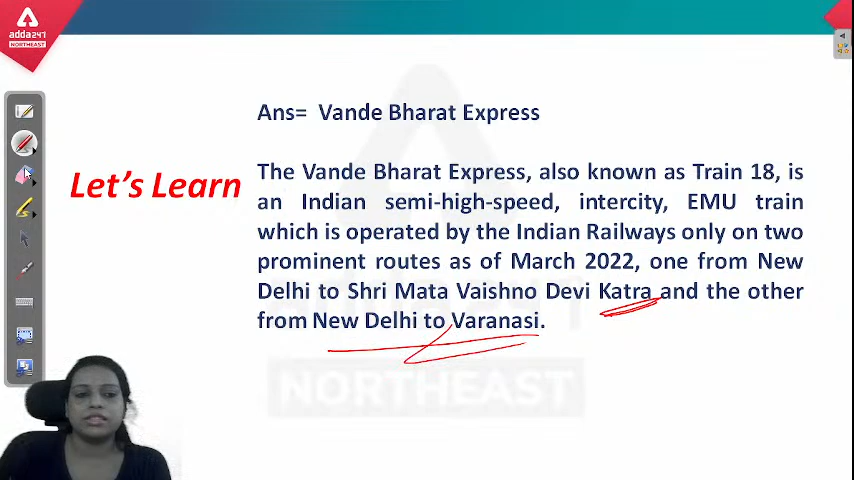 adda247
NORTHEAST
Ans= Vande Bharat Express
Let's Learn
The Vande Bharat Express, also known as Train 18, is
an Indian semi-high-speed, intercity, EMU train
which is operated by the Indian Railways only on two
prominent routes as of March 2022, one from New
Delhi to Shri Mata Vaishno Devi Katra and the other
from New Delhi to Varanasi.
NORTHEAST